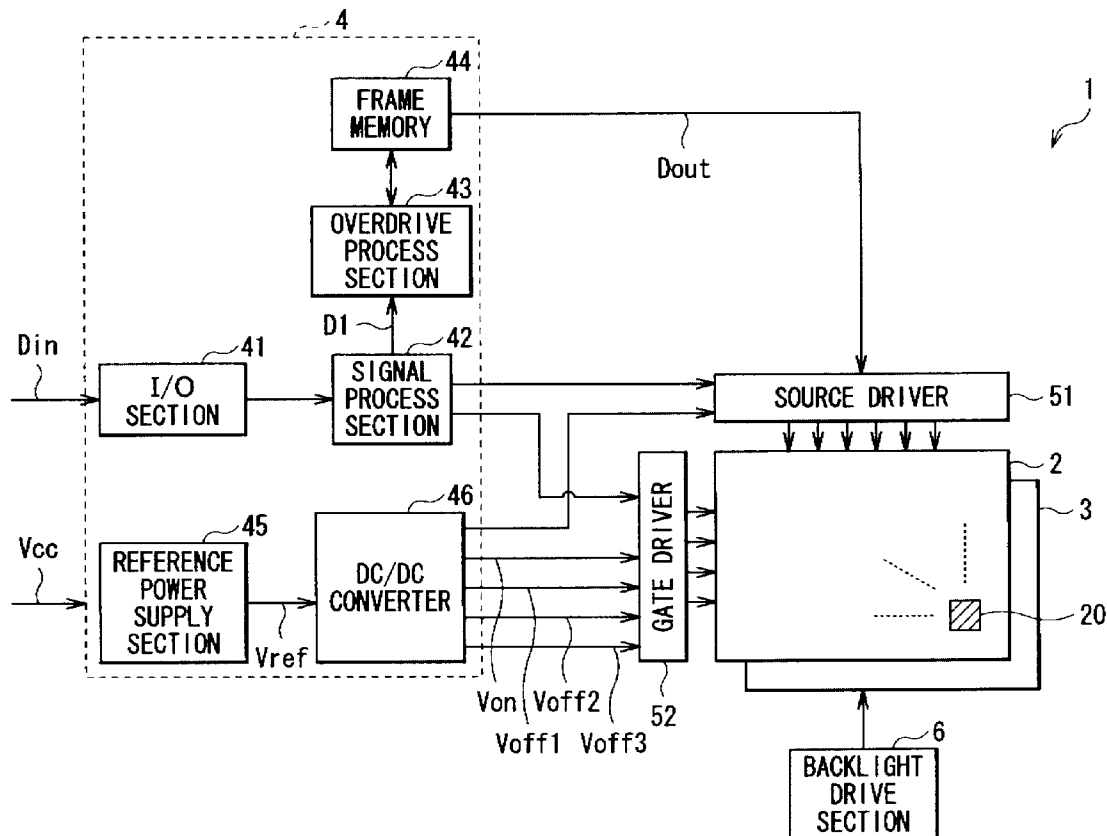 4
44
FRAME
MEMORY
1
Dout
43
OVERDRIVE
PROCESS
SECTION
D1
42
Din
41
I/O
SECTION
SIGNAL
PROCESS
SECTION
SOURCE DRIVER
51
2
3
46
45
Vcc
REFERENCE
POWER
SUPPLY
SECTION
DC/DC
CONVERTER
GATE DRIVER
20
Vref
Von
Voff2
52
Voff1
Voff3
6
BACKLIGHT
DRIVE
SECTION